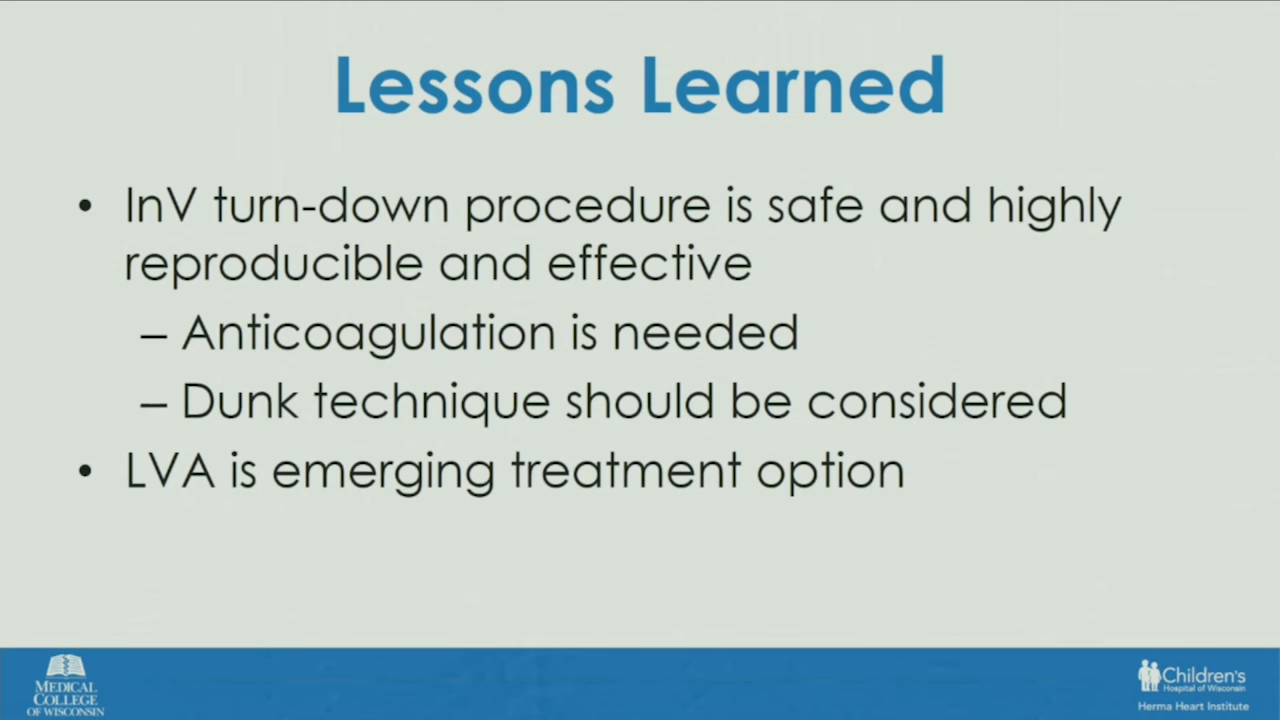 Lessons Learned
• InV turn-down procedure is safe and highly
reproducible and effective
– Anticoagulation is needed
– Dunk technique should be considered
• LVA is emerging treatment option
MEDICAL
COLLEGE
OF WISCONSIN
Children's
Hospital of Wisconsin
Herma Heart Institute